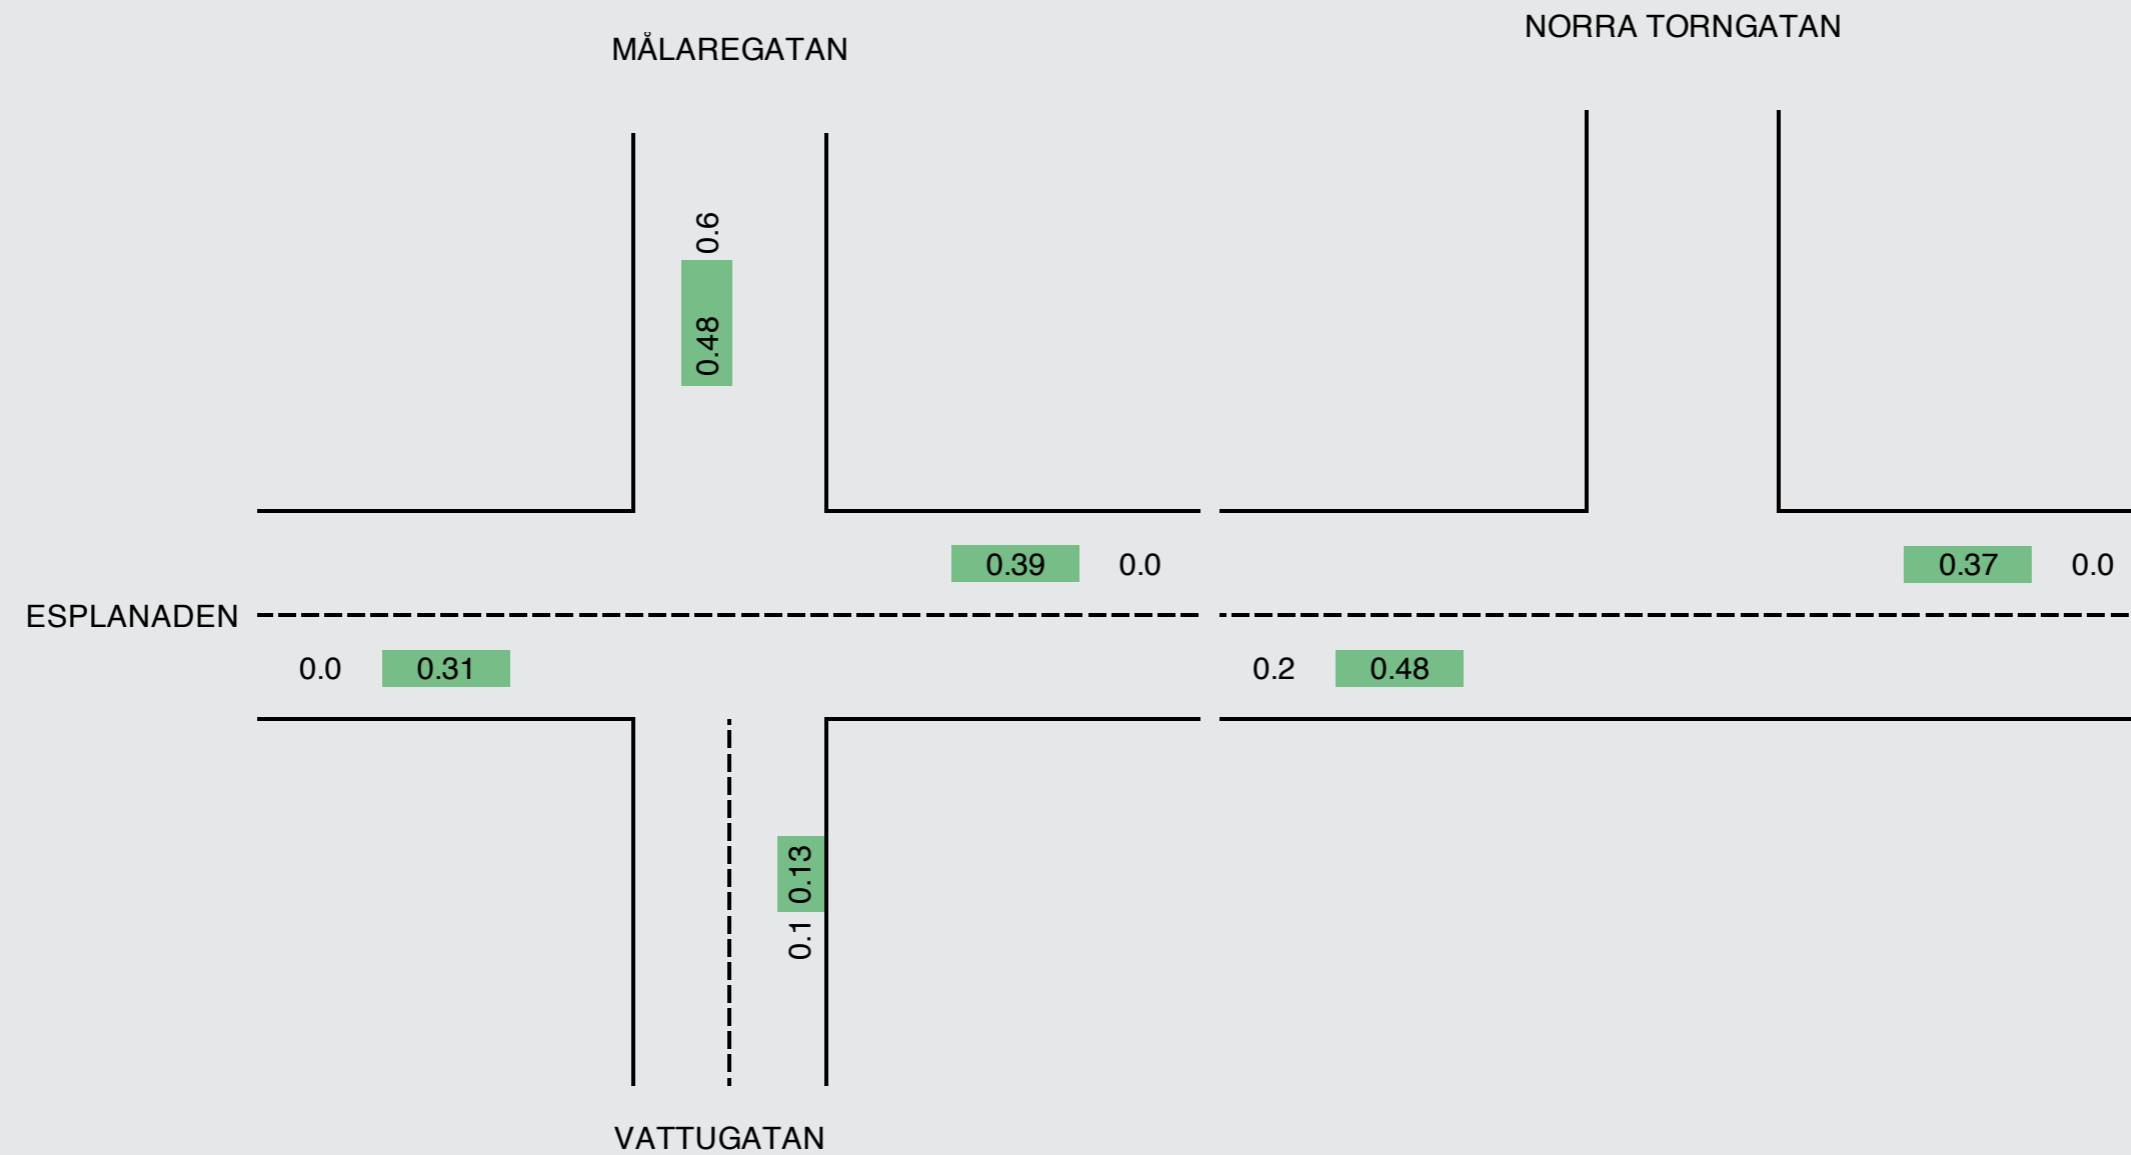 NORRA TORNGATAN
MÅLAREGATAN
0.6
0.48
0.39 0.0
0.37 0.0
ESPLANADEN
0.0 0.31
0.2 0.48
0.13
0.1
VATTUGATAN